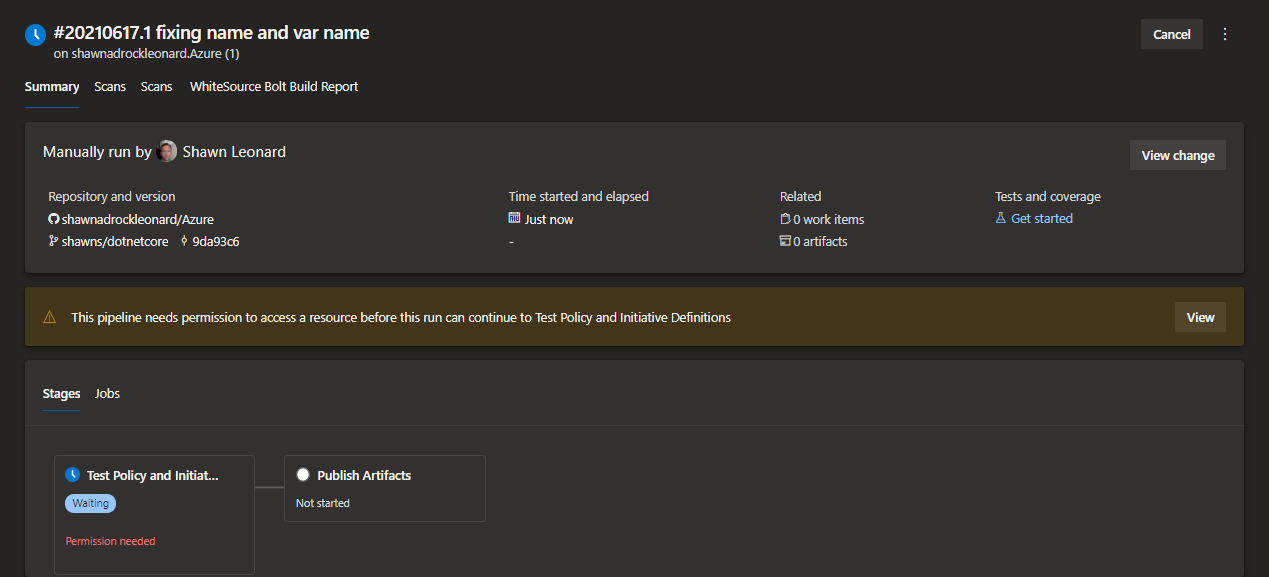 #20210617.1 fixing name and var name
on shawnadrockleonard.Azure (1)
Cancel
Summary Scans Scans WhiteSource Bolt Build Report
Manually run by Shawn Leonard
View change
Repository and version Time started and elapsed Related Tests and coverage
shawnadrockleonard/Azure Just now 0 work items Get started
shawns/dotnetcore 9da93c6 - 0 artifacts
This pipeline needs permission to access a resource before this run can continue to Test Policy and Initiative Definitions View
Stages Jobs
Test Policy and Initiat... Publish Artifacts
Waiting Not started
Permission needed